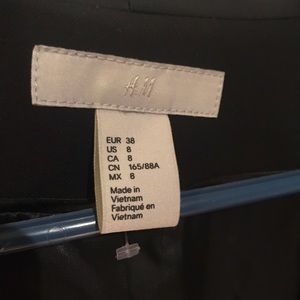 H&M
EUR 38
US 8
CA 8
CN 165/88A
MX 8
Made in
Vietnam
Fabriqué en
Vietnam